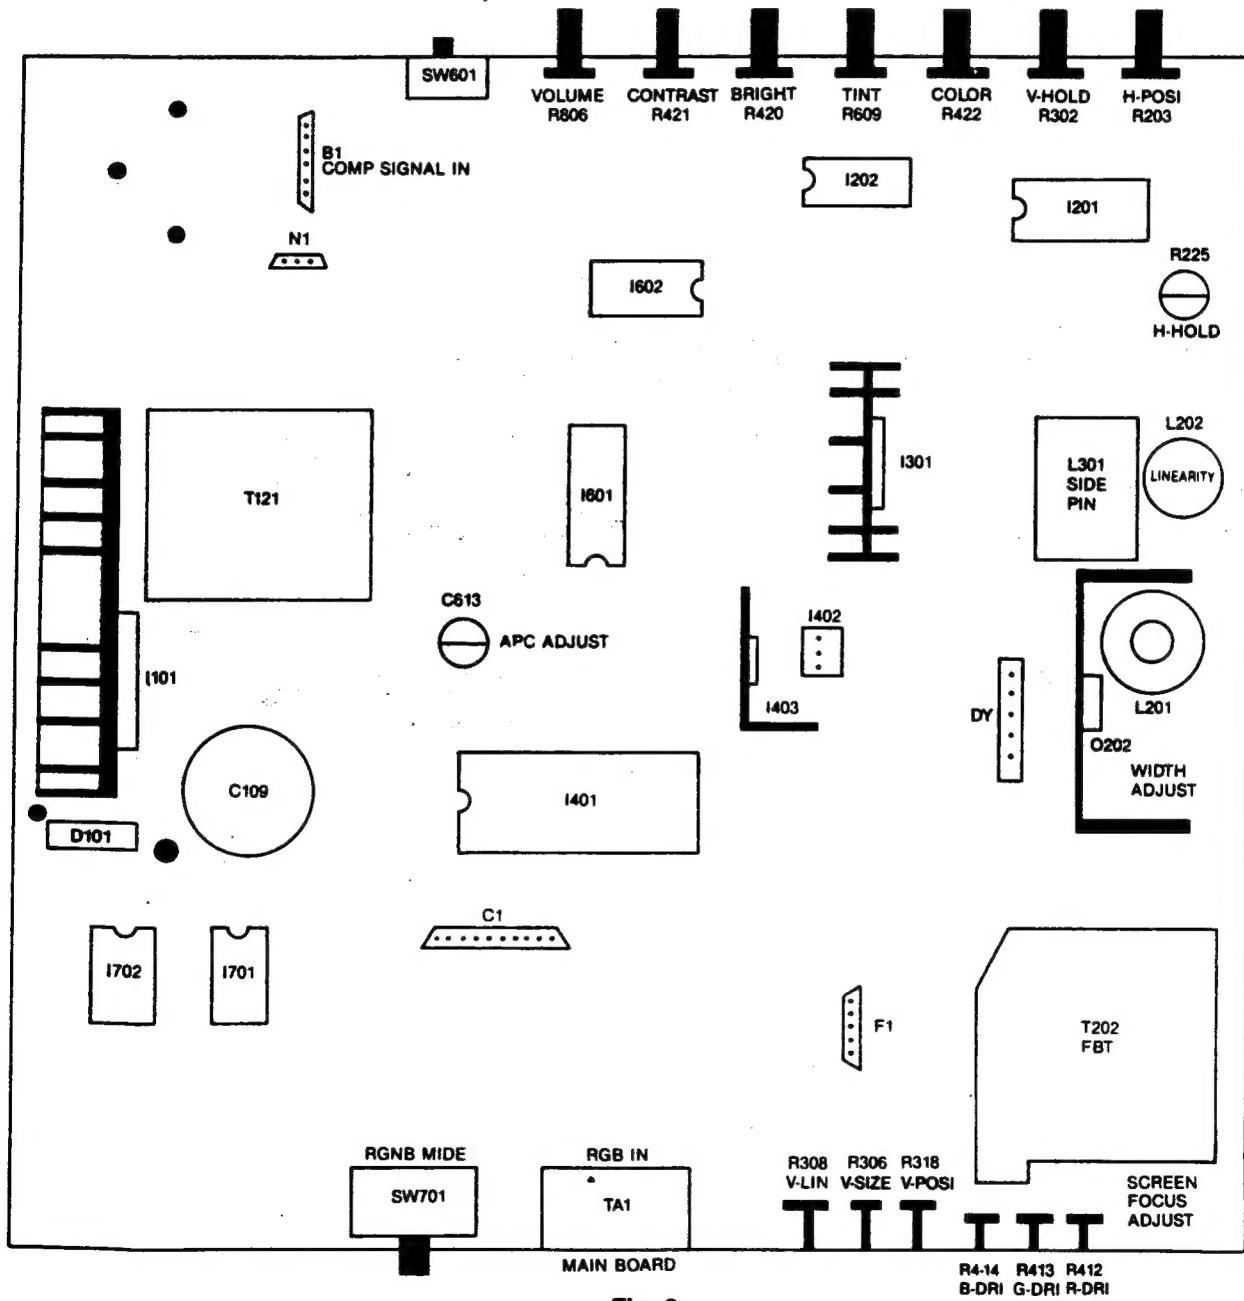 SW601
VOLUME
R806
CONTRAST
R421
BRIGHT
R420
TINT
R609
COLOR
R422
V-HOLD
R302
H-POSI
R203
B1
COMP SIGNAL IN
N1
I202
I201
I602
R225
H-HOLD
T121
I601
I301
L301
SIDE
PIN
L202
LINEARITY
C613
APC ADJUST
I101
I402
I403
DY
L201
O202
WIDTH
ADJUST
C109
I401
D101
C1
I702
I701
F1
T202
FBT
RGNB MIDE
SW701
RGB IN
TA1
MAIN BOARD
R308
V-LIN
R306
V-SIZE
R318
V-POSI
SCREEN
FOCUS
ADJUST
R4-14
B-DRI
R413
G-DRI
R412
R-DRI